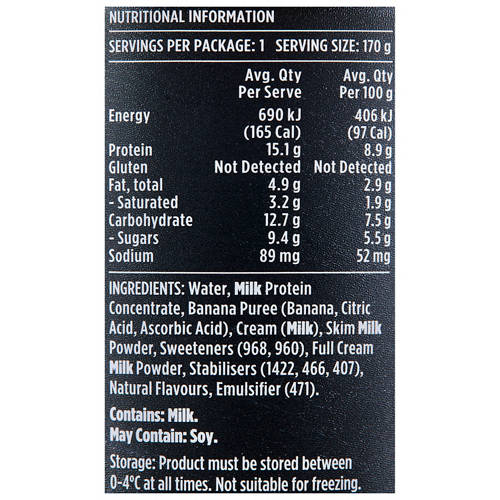 NUTRITIONAL INFORMATION
SERVINGS PER PACKAGE: 1 SERVING SIZE: 170 g
Avg. Qty Avg. Qty
Per Serve Per 100 g
Energy 690 kJ 406 kJ
(165 Cal) (97 Cal)
Protein 15.1 g 8.9 g
Gluten Not Detected Not Detected
Fat, total 4.9 g 2.9 g
- Saturated 3.2 g 1.9 g
Carbohydrate 12.7 g 7.5 g
- Sugars 9.4 g 5.5 g
Sodium 89 mg 52 mg
INGREDIENTS: Water, Milk Protein
Concentrate, Banana Puree (Banana, Citric
Acid, Ascorbic Acid), Cream (Milk), Skim Milk
Powder, Sweeteners (968, 960), Full Cream
Milk Powder, Stabilisers (1422, 466, 407),
Natural Flavours, Emulsifier (471).
Contains: Milk.
May Contain: Soy.
Storage: Product must be stored between
0-4°C at all times. Not suitable for freezing.